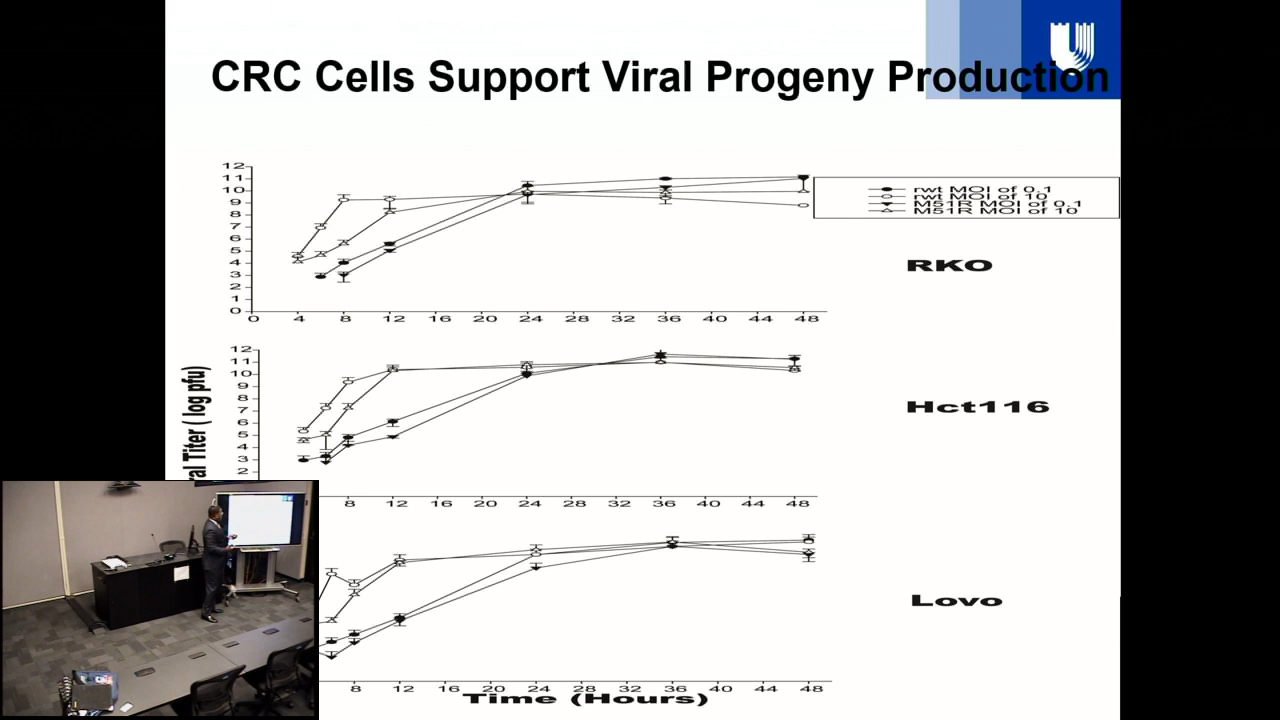 CRC Cells Support Viral Progeny Production
12
11
10
9
8
7
6
5
4
3
2
1
0
0 4 8 12 16 20 24 28 32 36 40 44 48
rwt MOI of 0.1
rwt MOI of 10
M51R MOI of 0.1
M51R MOI of 10
RKO
12
11
10
9
8
7
6
5
4
3
2
8 12 16 20 24 28 32 36 40 44 48
Hct116
Titer ( log pfu)
8 12 16 20 24 28 32 36 40 44 48
Lovo
Time (Hours)